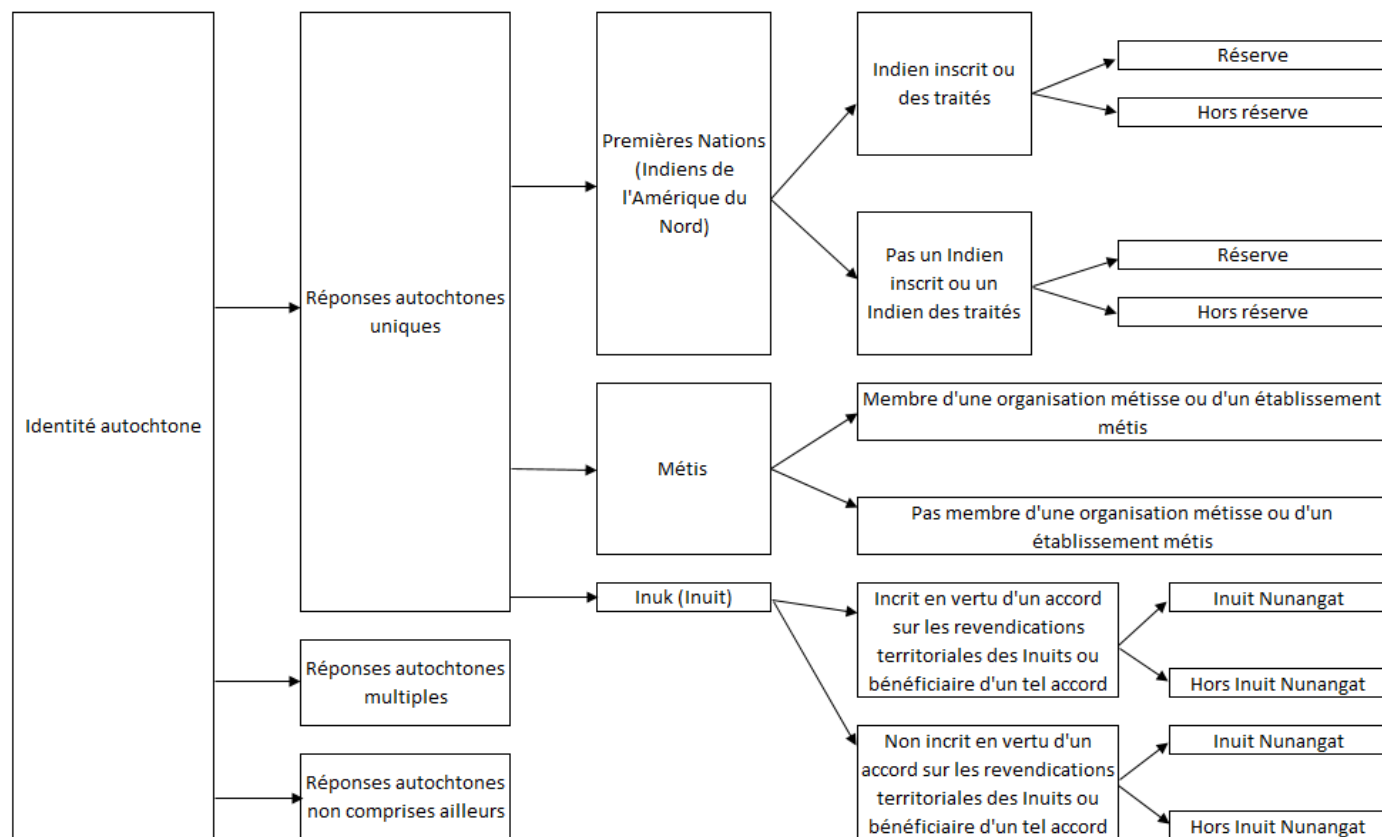 Identité autochtone
Réponses autochtones
uniques
Réponses autochtones
multiples
Réponses autochtones
non comprises ailleurs
Premières Nations
(Indiens de
l'Amérique du
Nord)
Métis
Inuk (Inuit)
Indien inscrit ou
des traités
Réserve
Hors réserve
Pas un Indien
inscrit ou un
Indien des traités
Réserve
Hors réserve
Membre d'une organisation métisse ou d'un établissement
métis
Pas membre d'une organisation métisse ou d'un
établissement métis
Incrit en vertu d'un accord
sur les revendications
territoriales des Inuits ou
bénéficiaire d'un tel accord
Inuit Nunangat
Hors Inuit Nunangat
Non incrit en vertu d'un
accord sur les revendications
territoriales des Inuits ou
bénéficiaire d'un tel accord
Inuit Nunangat
Hors Inuit Nunangat